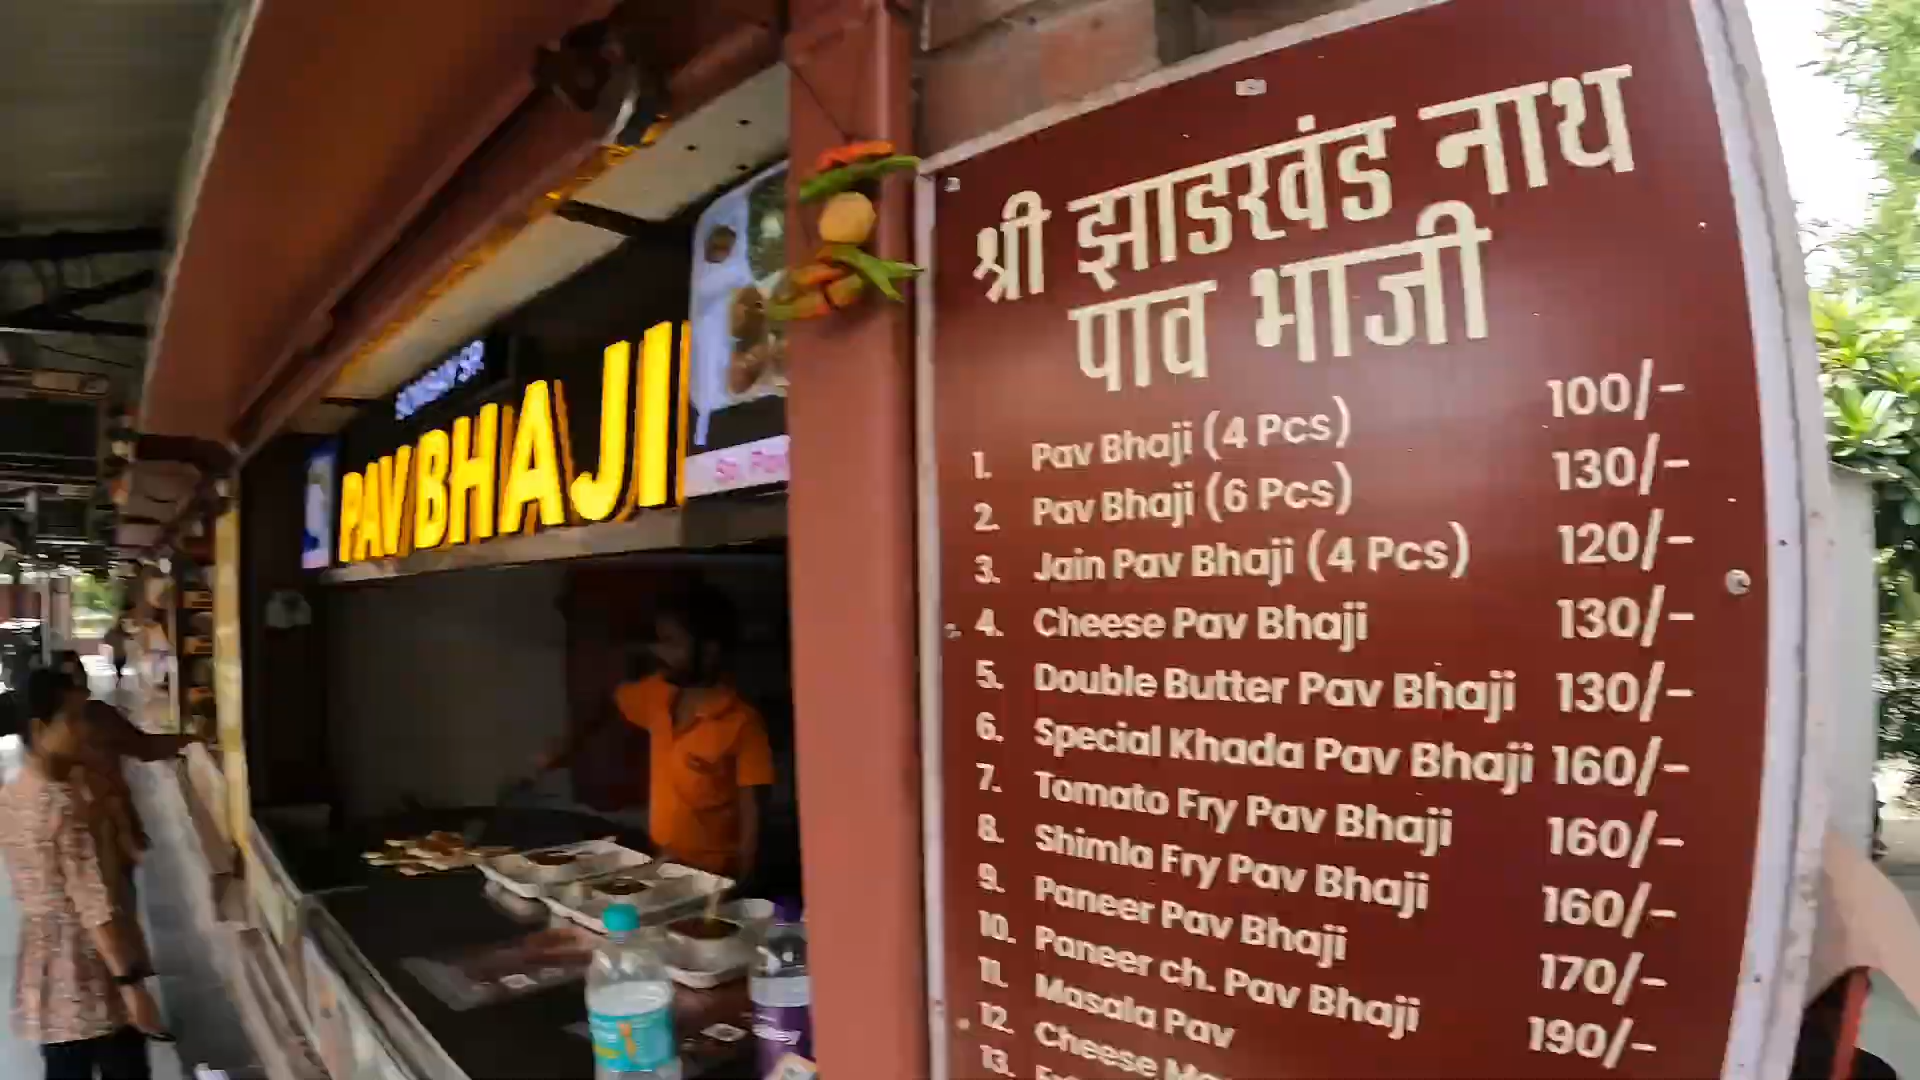 PAV BHAJI
श्री झाडखंड नाथ
पाव भाजी
1. Pav Bhaji (4 Pcs) 100/-
2. Pav Bhaji (6 Pcs) 130/-
3. Jain Pav Bhaji (4 Pcs) 120/-
4. Cheese Pav Bhaji 130/-
5. Double Butter Pav Bhaji 130/-
6. Special Khada Pav Bhaji 160/-
7. Tomato Fry Pav Bhaji 160/-
8. Shimla Fry Pav Bhaji 160/-
9. Paneer Pav Bhaji 170/-
10. Paneer ch. Pav Bhaji 190/-
11. Masala Pav
12. Cheese
13.